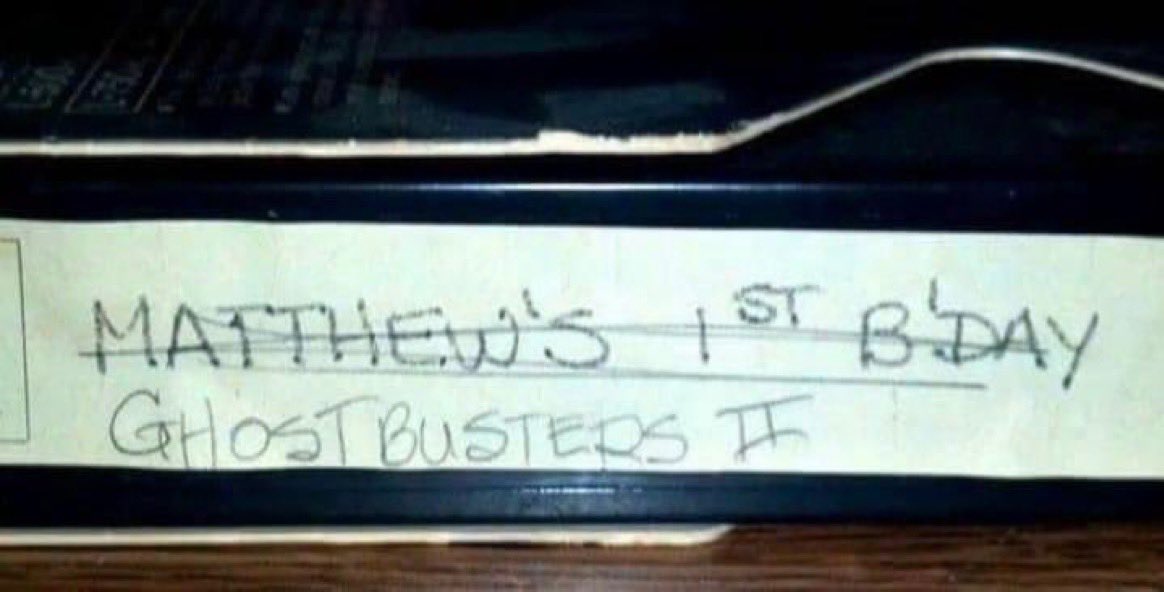 MATTHEW'S 1ST B'DAY
GHOSTBUSTERS II